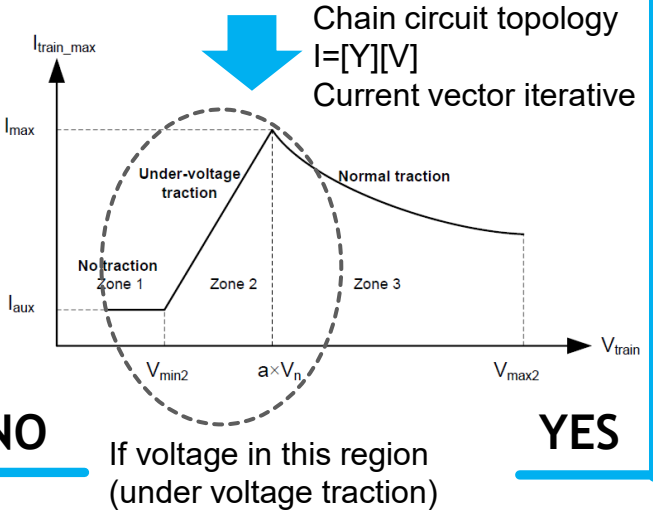 Chain circuit topology
I=[Y][V]
Current vector iterative
Itrain_max
Imax
Under-voltage
traction
Normal traction
No traction
Zone 1
Zone 2
Zone 3
Iaux
Vtrain
Vmin2
a×Vn
Vmax2
NO
YES
If voltage in this region
(under voltage traction)